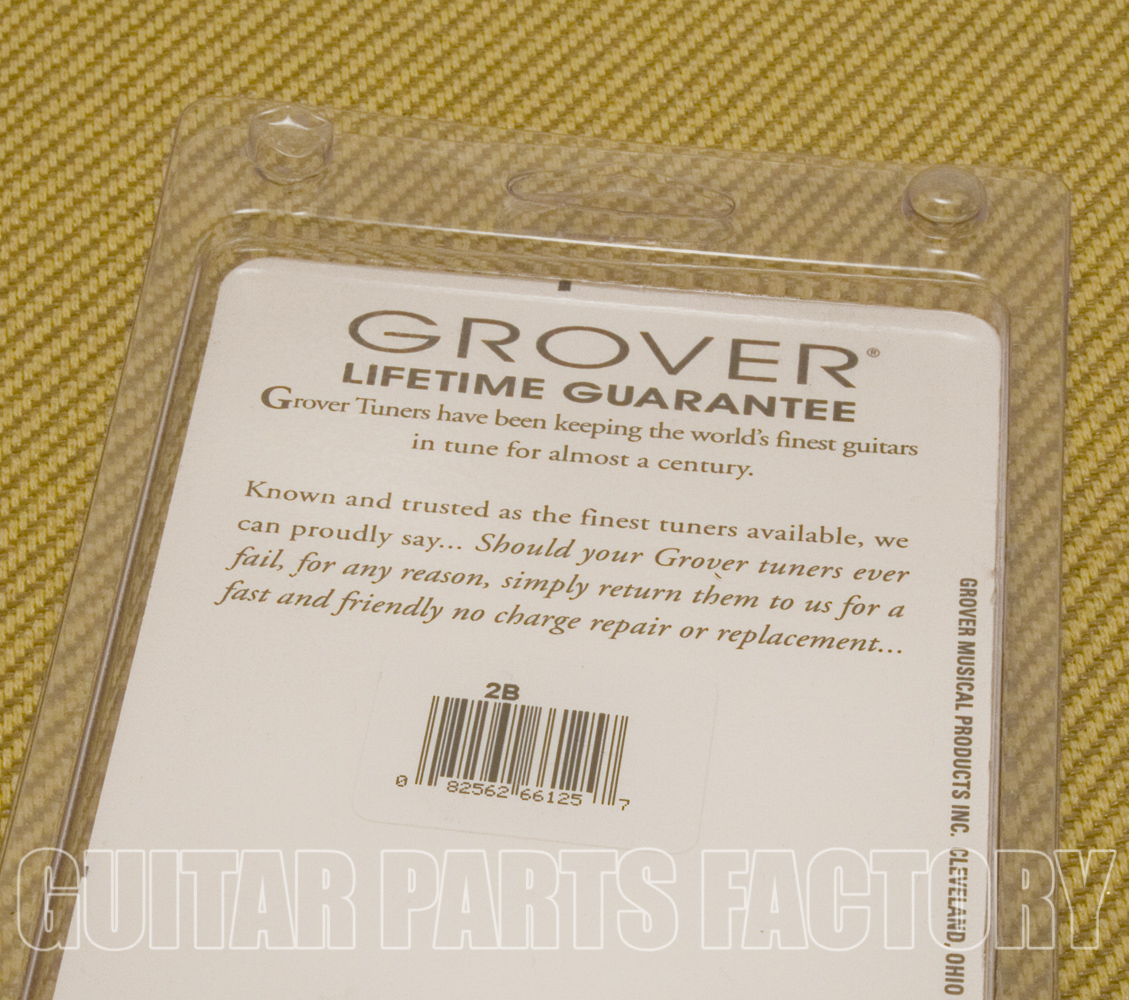 GROVER®
LIFETIME GUARANTEE
Grover Tuners have been keeping the world's finest guitars
in tune for almost a century.
Known and trusted as the finest tuners available, we
can proudly say... Should your Grover tuners ever
fail, for any reason, simply return them to us for a
fast and friendly no charge repair or replacement...
2B
0 82562 66125 7
GROVER MUSICAL PRODUCTS INC. CLEVELAND, OHIO
GUITAR PARTS FACTORY